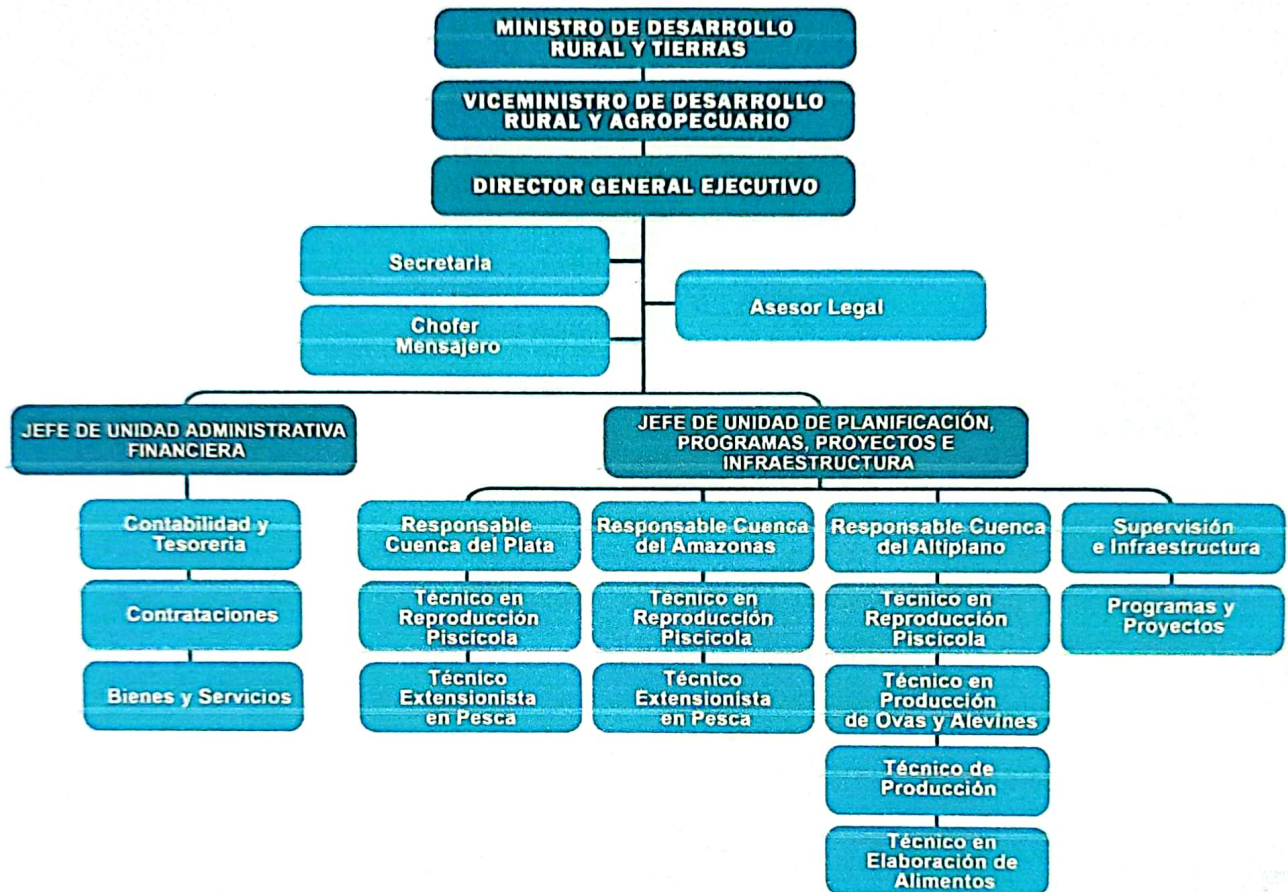 MINISTRO DE DESARROLLO
RURAL Y TIERRAS
VICEMINISTRO DE DESARROLLO
RURAL Y AGROPECUARIO
DIRECTOR GENERAL EJECUTIVO
Secretaria
Asesor Legal
Chofer
Mensajero
JEFE DE UNIDAD ADMINISTRATIVA
FINANCIERA
JEFE DE UNIDAD DE PLANIFICACIÓN,
PROGRAMAS, PROYECTOS E
INFRAESTRUCTURA
Contabilidad y
Tesoreria
Contrataciones
Bienes y Servicios
Responsable
Cuenca del Plata
Técnico en
Reproducción
Piscícola
Técnico
Extensionista
en Pesca
Responsable Cuenca
del Amazonas
Técnico en
Reproducción
Piscícola
Técnico
Extensionista
en Pesca
Responsable Cuenca
del Altiplano
Técnico en
Reproducción
Piscícola
Técnico en
Producción
de Ovas y Alevines
Técnico de
Producción
Técnico en
Elaboración de
Alimentos
Supervisión
e Infraestructura
Programas y
Proyectos